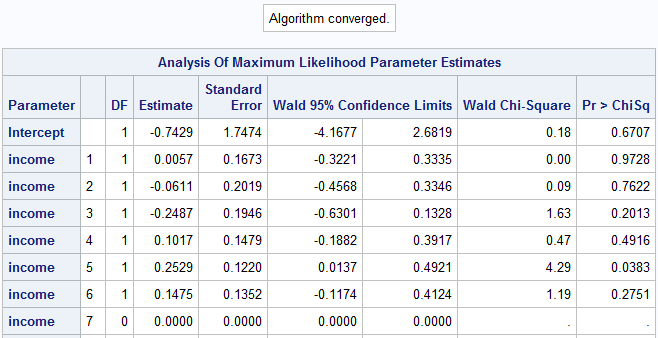 Algorithm converged.
Analysis Of Maximum Likelihood Parameter Estimates
Parameter DF Estimate Standard Error Wald 95% Confidence Limits Wald Chi-Square Pr > ChiSq
Intercept 1 -0.7429 1.7474 -4.1677 2.6819 0.18 0.6707
income 1 1 0.0057 0.1673 -0.3221 0.3335 0.00 0.9728
income 2 1 -0.0611 0.2019 -0.4568 0.3346 0.09 0.7622
income 3 1 -0.2487 0.1946 -0.6301 0.1328 1.63 0.2013
income 4 1 0.1017 0.1479 -0.1882 0.3917 0.47 0.4916
income 5 1 0.2529 0.1220 0.0137 0.4921 4.29 0.0383
income 6 1 0.1475 0.1352 -0.1174 0.4124 1.19 0.2751
income 7 0 0.0000 0.0000 0.0000 0.0000 . .